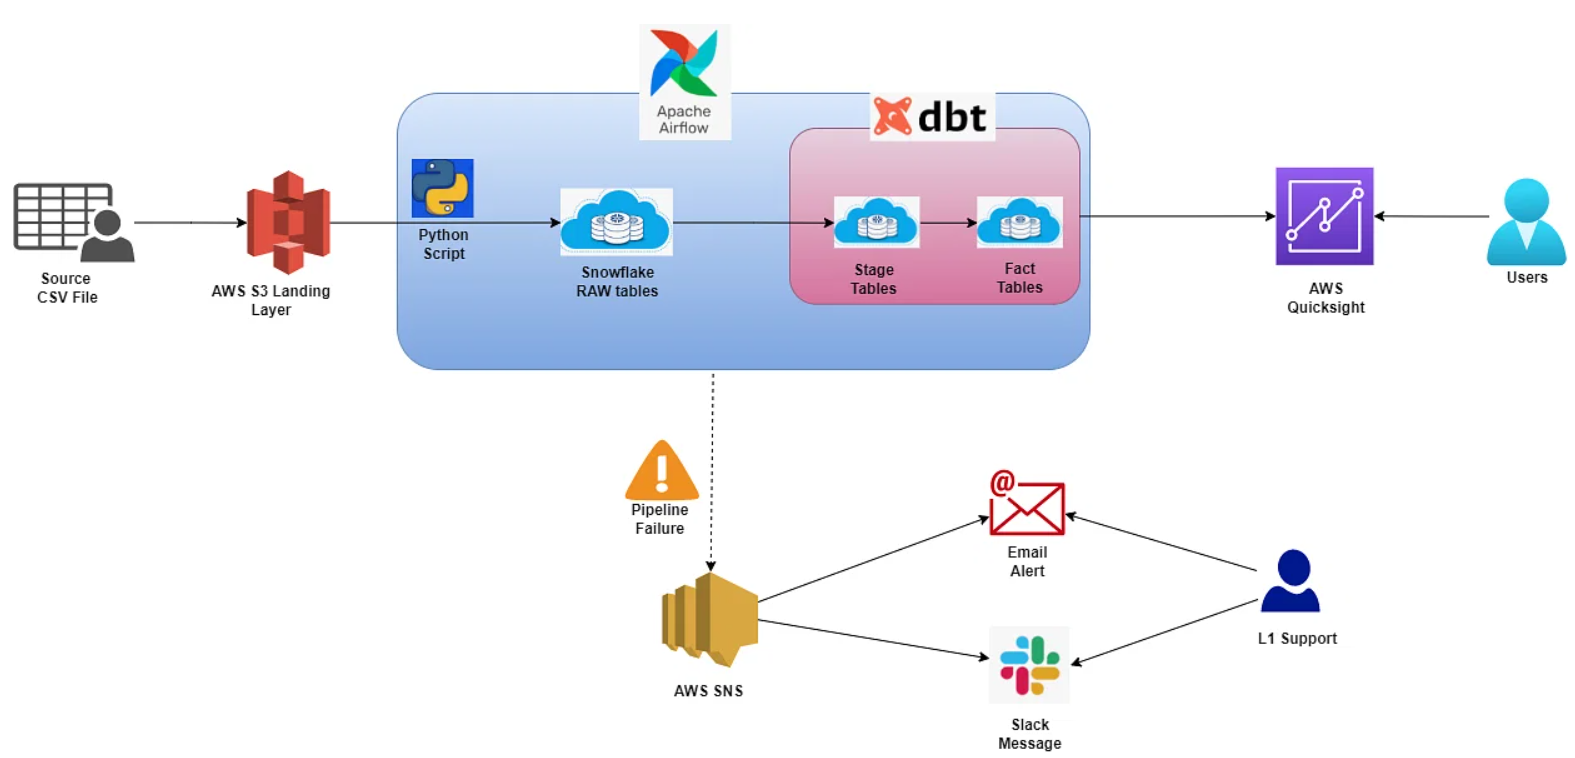 Apache
Airflow
dbt
Python
Script
Source
CSV File
AWS S3 Landing
Layer
Snowflake
RAW tables
Stage
Tables
Fact
Tables
AWS
Quicksight
Users
Pipeline
Failure
@
Email
Alert
L1 Support
AWS SNS
Slack
Message